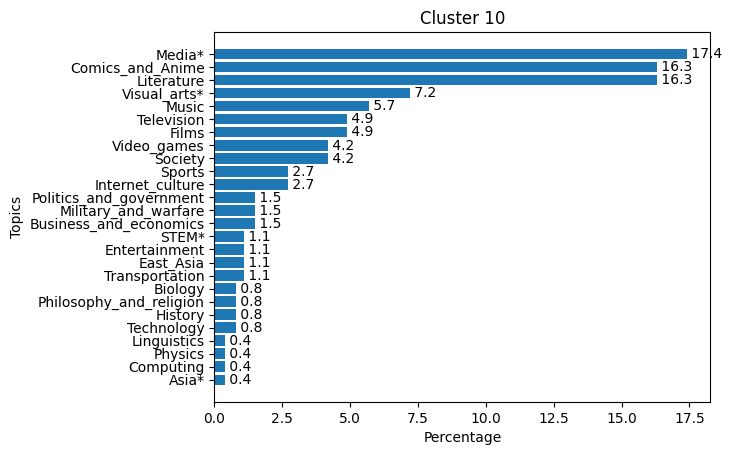 Cluster 10
Topics
Media* 17.4
Comics_and_Anime 16.3
Literature 16.3
Visual_arts* 7.2
Music 5.7
Television 4.9
Films 4.9
Video_games 4.2
Society 4.2
Sports 2.7
Internet_culture 2.7
Politics_and_government 1.5
Military_and_warfare 1.5
Business_and_economics 1.5
STEM* 1.1
Entertainment 1.1
East_Asia 1.1
Transportation 1.1
Biology 0.8
Philosophy_and_religion 0.8
History 0.8
Technology 0.8
Linguistics 0.4
Physics 0.4
Computing 0.4
Asia* 0.4
0.0 2.5 5.0 7.5 10.0 12.5 15.0 17.5
Percentage